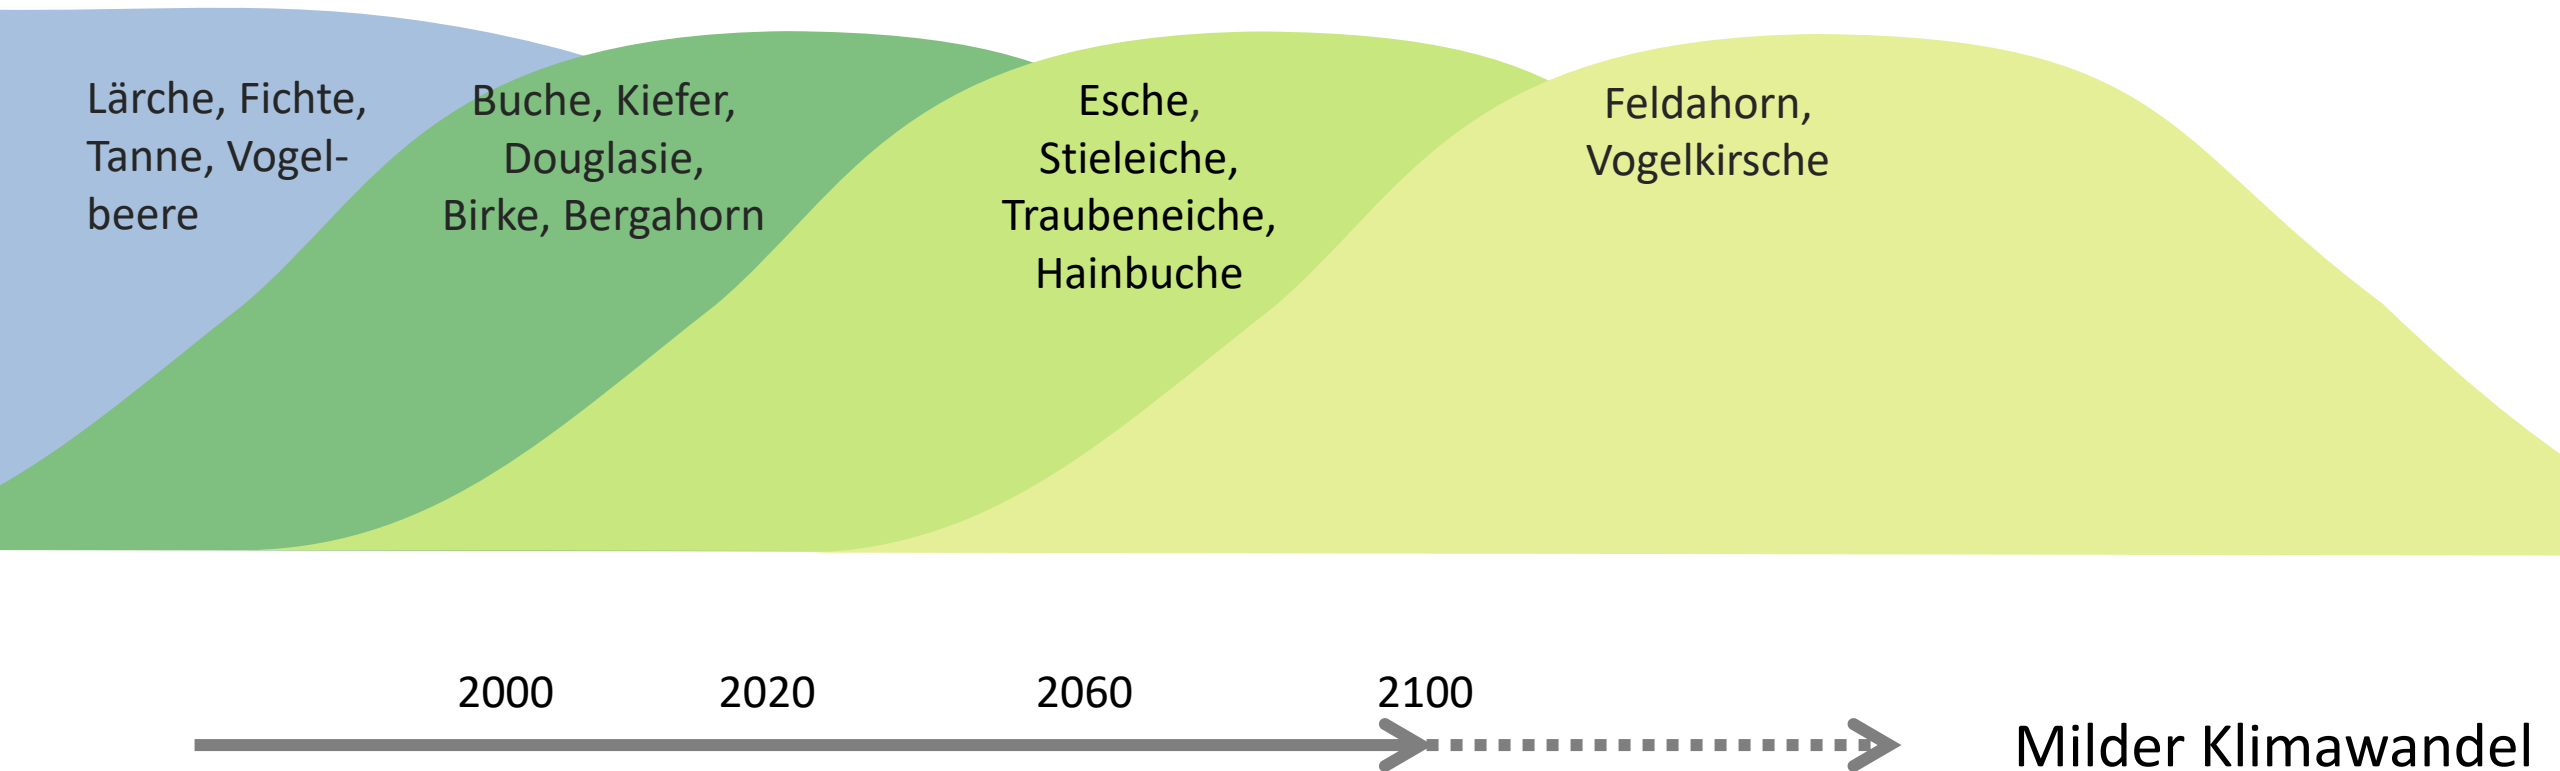 Lärche, Fichte,
Tanne, Vogel-
beere
Buche, Kiefer,
Douglasie,
Birke, Bergahorn
Esche,
Stieleiche,
Traubeneiche,
Hainbuche
Feldahorn,
Vogelkirsche
2000 2020 2060 2100
Milder Klimawandel